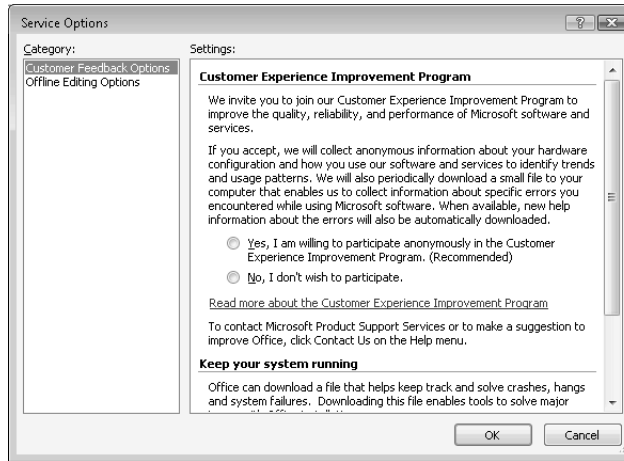 Service Options
Category:
Settings:
Customer Feedback Options
Offline Editing Options
Customer Experience Improvement Program
We invite you to join our Customer Experience Improvement Program to
improve the quality, reliability, and performance of Microsoft software and
services.
If you accept, we will collect anonymous information about your hardware
configuration and how you use our software and services to identify trends
and usage patterns. We will also periodically download a small file to your
computer that enables us to collect information about specific errors you
encountered while using Microsoft software. When available, new help
information about the errors will also be automatically downloaded.
Yes, I am willing to participate anonymously in the Customer
Experience Improvement Program. (Recommended)
No, I don't wish to participate.
Read more about the Customer Experience Improvement Program
To contact Microsoft Product Support Services or to make a suggestion to
improve Office, click Contact Us on the Help menu.
Keep your system running
Office can download a file that helps keep track and solve crashes, hangs
and system failures. Downloading this file enables tools to solve major
OK
Cancel